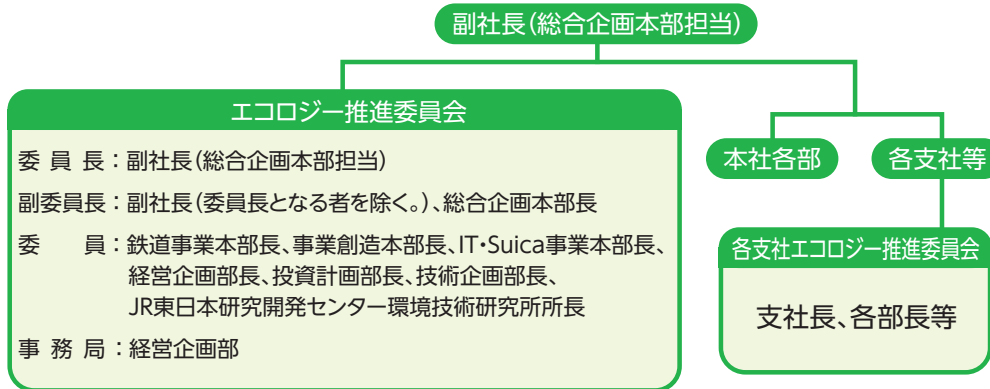 副社長(総合企画本部担当)
エコロジー推進委員会
委員長：副社長(総合企画本部担当)
副委員長：副社長(委員長となる者を除く。)、総合企画本部長
委　員：鉄道事業本部長、事業創造本部長、IT・Suica事業本部長、
経営企画部長、投資計画部長、技術企画部長、
JR東日本研究開発センター環境技術研究所所長
事務局：経営企画部
本社各部
各支社等
各支社エコロジー推進委員会
支社長、各部長等